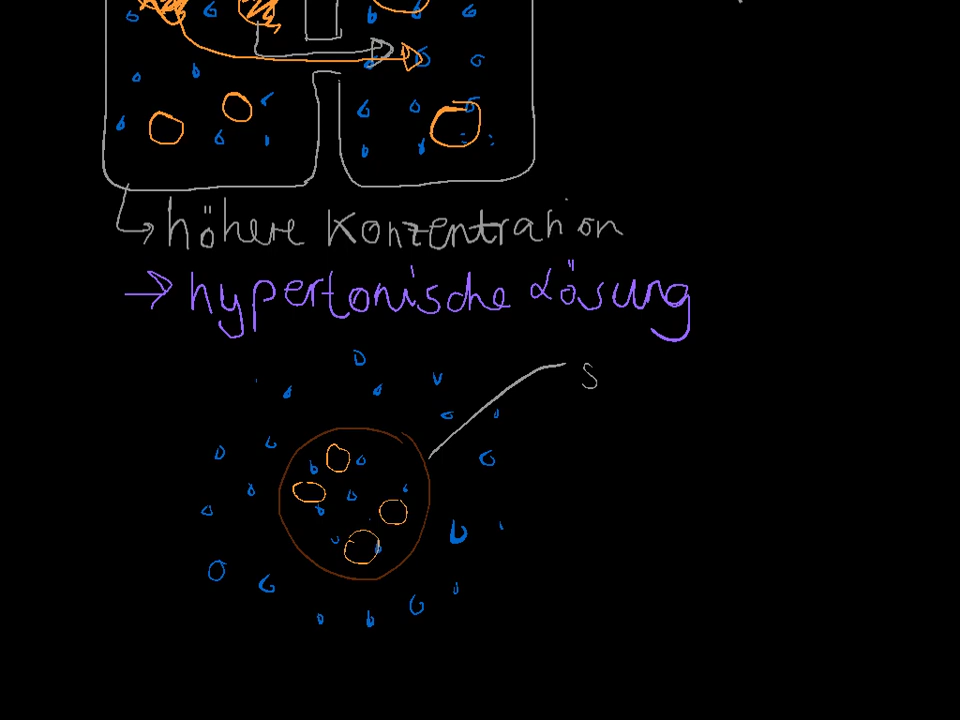 höhere Konzentration
→ hypertonische Lösung
s